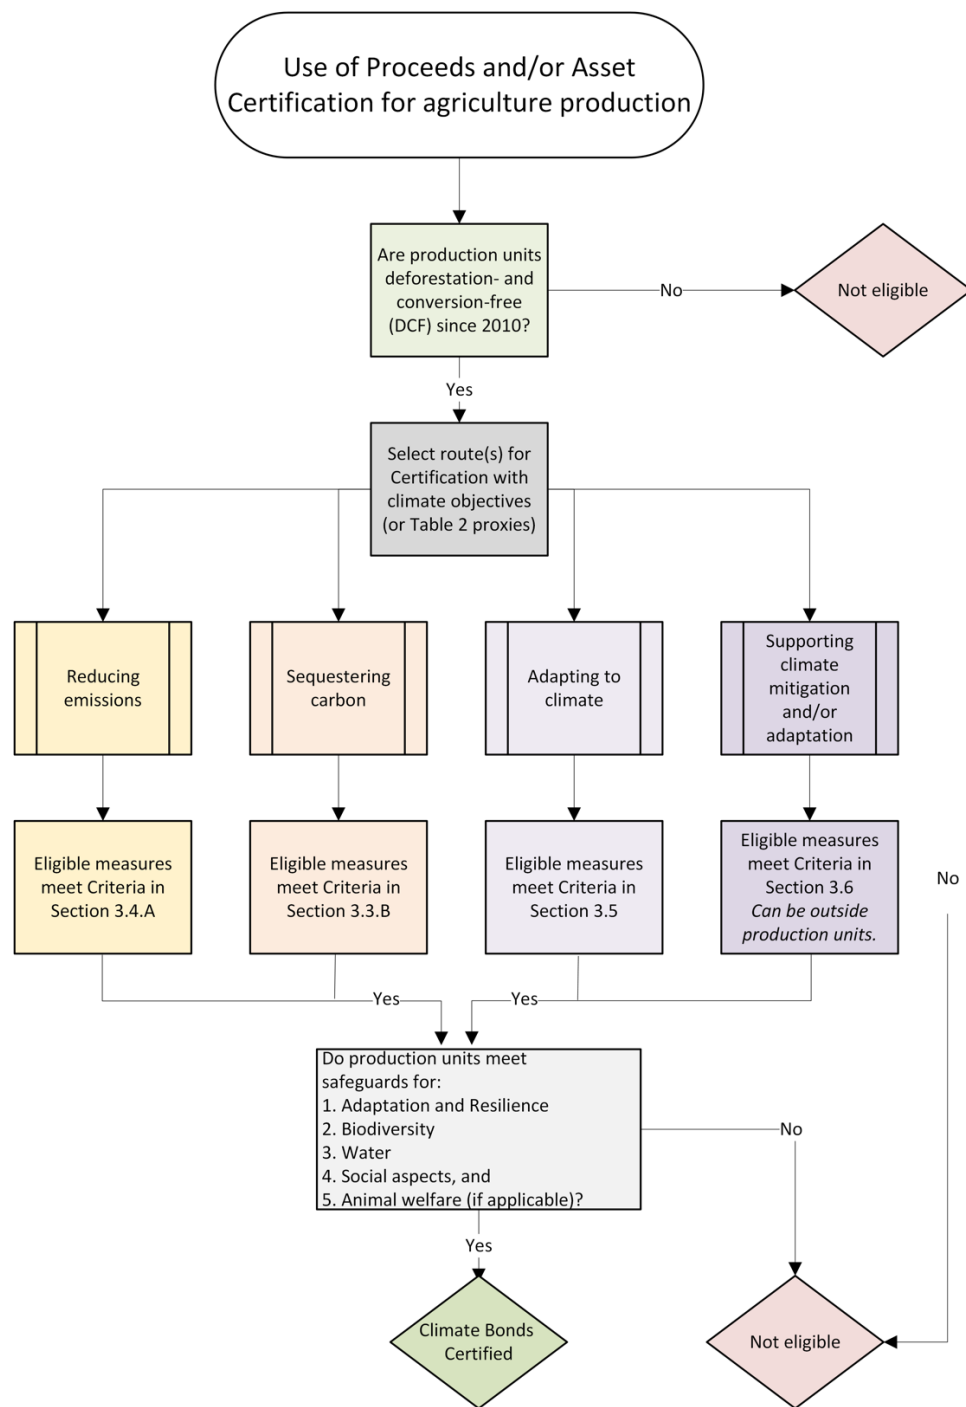 Use of Proceeds and/or Asset
Certification for agriculture production
Are production units
deforestation- and
conversion-free
(DCF) since 2010?
No
Not eligible
Yes
Select route(s) for
Certification with
climate objectives
(or Table 2 proxies)
Reducing
emissions
Sequestering
carbon
Adapting to
climate
Supporting
climate
mitigation
and/or
adaptation
Eligible measures
meet Criteria in
Section 3.4.A
Eligible measures
meet Criteria in
Section 3.3.B
Eligible measures
meet Criteria in
Section 3.5
Eligible measures
meet Criteria in
Section 3.6
Can be outside
production units.
No
Yes
Yes
Do production units meet
safeguards for:
1. Adaptation and Resilience
2. Biodiversity
3. Water
4. Social aspects, and
5. Animal welfare (if applicable)?
No
Yes
Climate Bonds
Certified
Not eligible